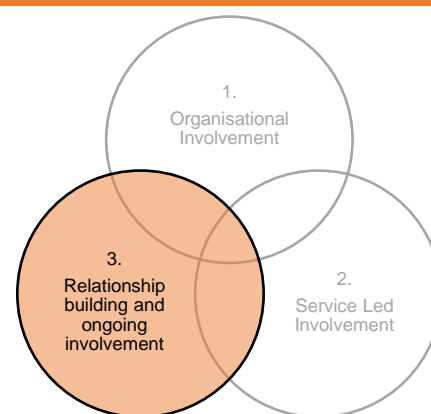 1.
Organisational
Involvement
3.
Relationship
building and
ongoing
involvement
2.
Service Led
Involvement